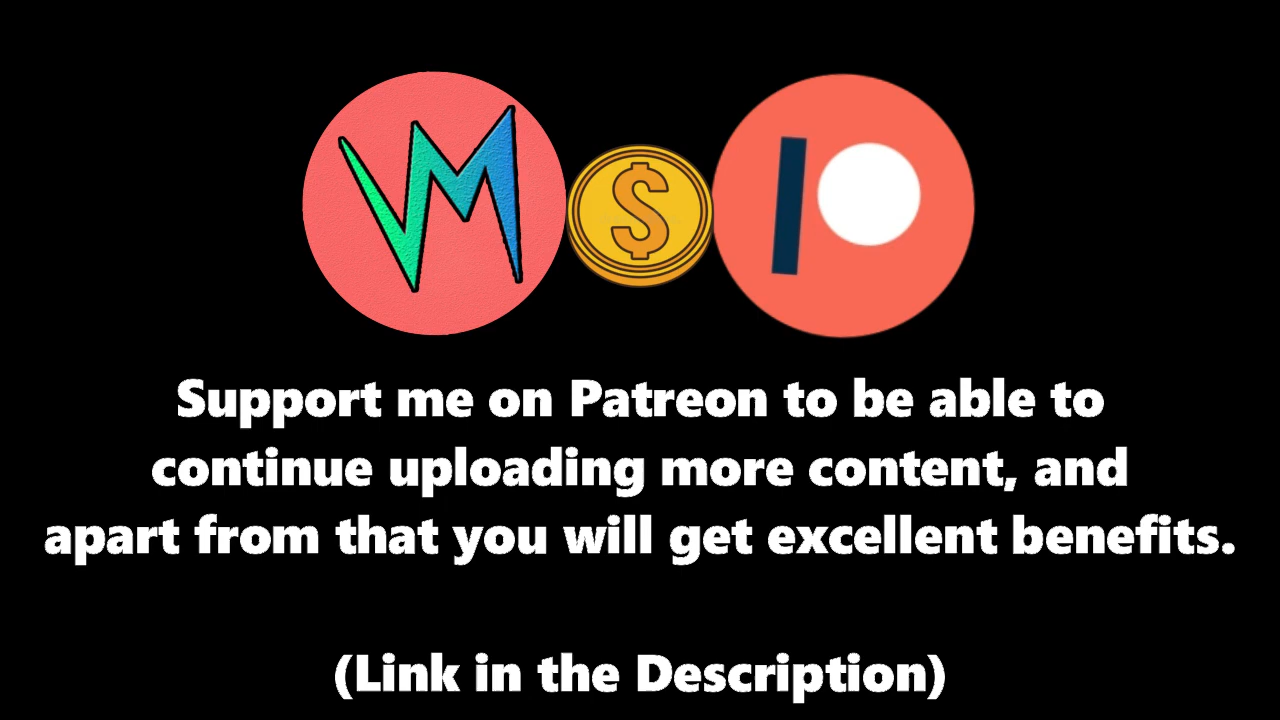 VM
$
Support me on Patreon to be able to
continue uploading more content, and
apart from that you will get excellent benefits.
(Link in the Description)